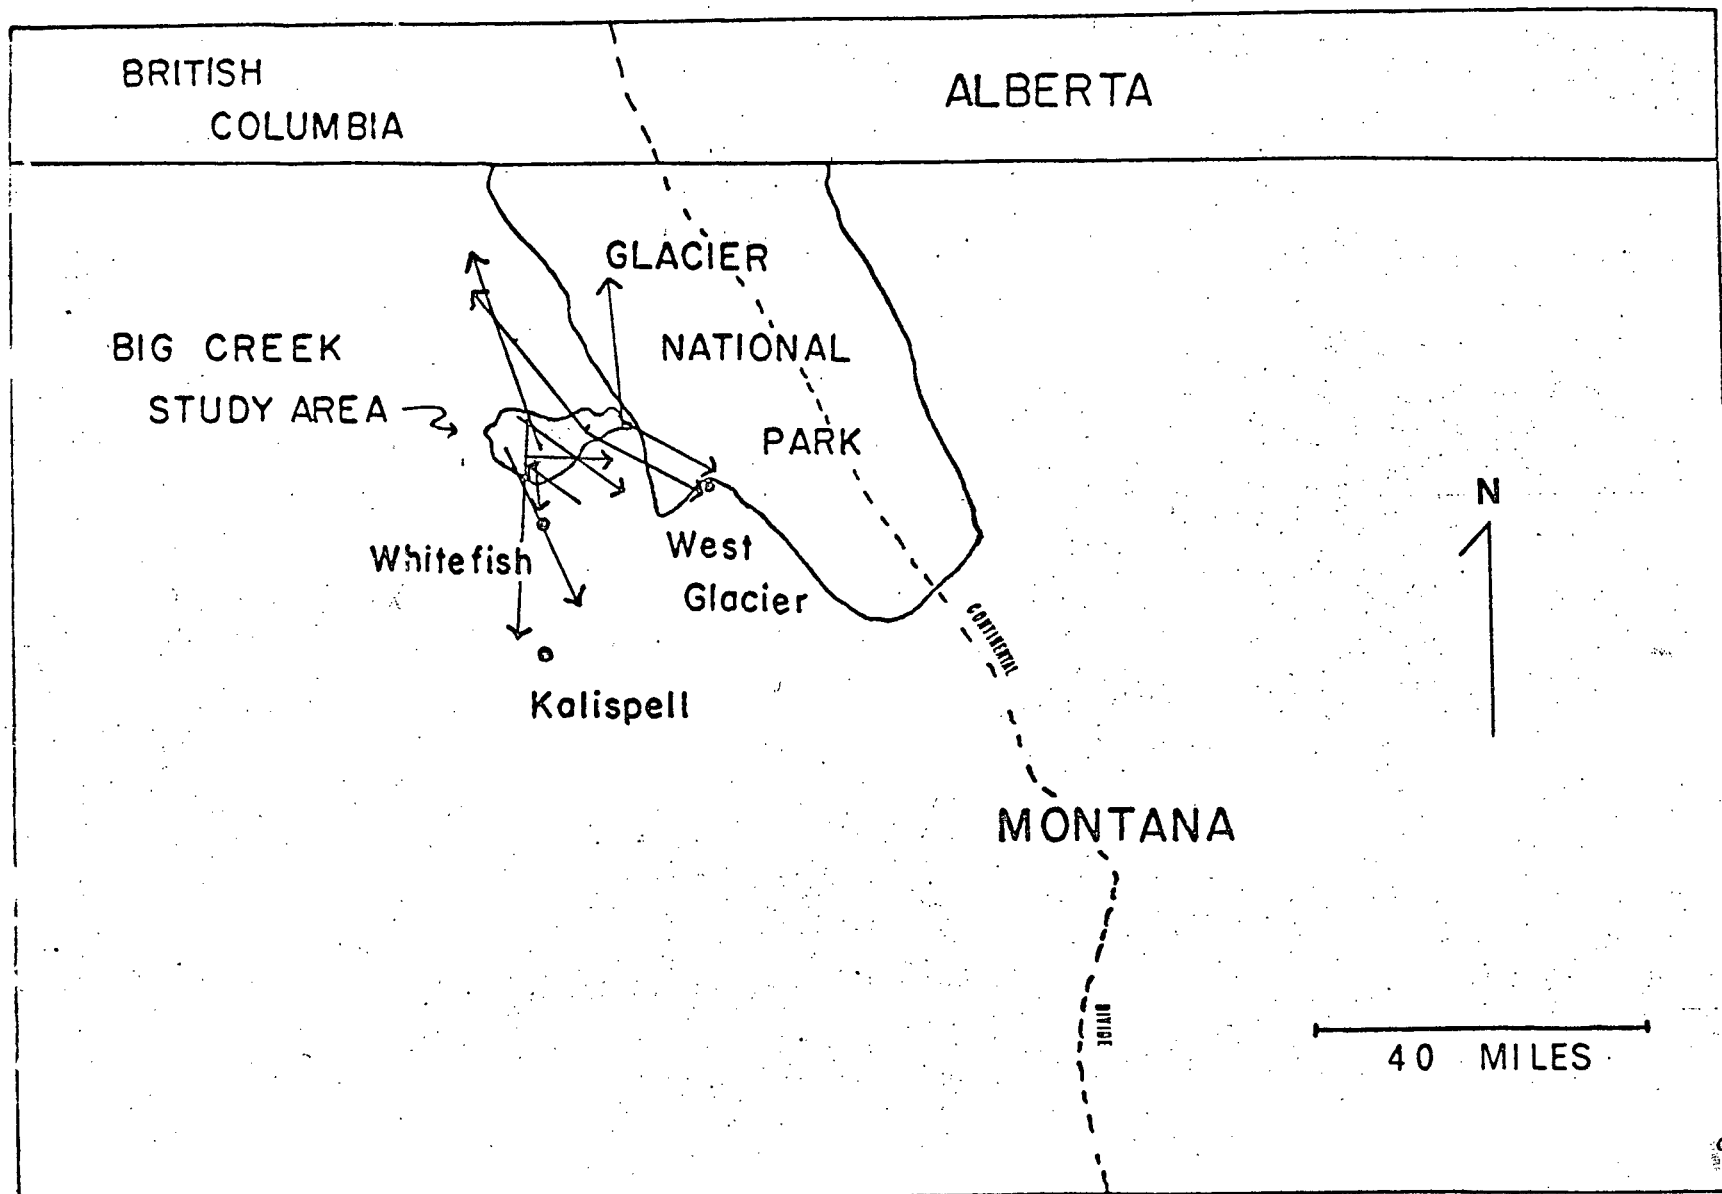 BRITISH
COLUMBIA
ALBERTA
GLACIER
NATIONAL
PARK
BIG CREEK
STUDY AREA
Whitefish
West
Glacier
Kalispell
N
CONTINENTAL
MONTANA
DIVIDE
40 MILES